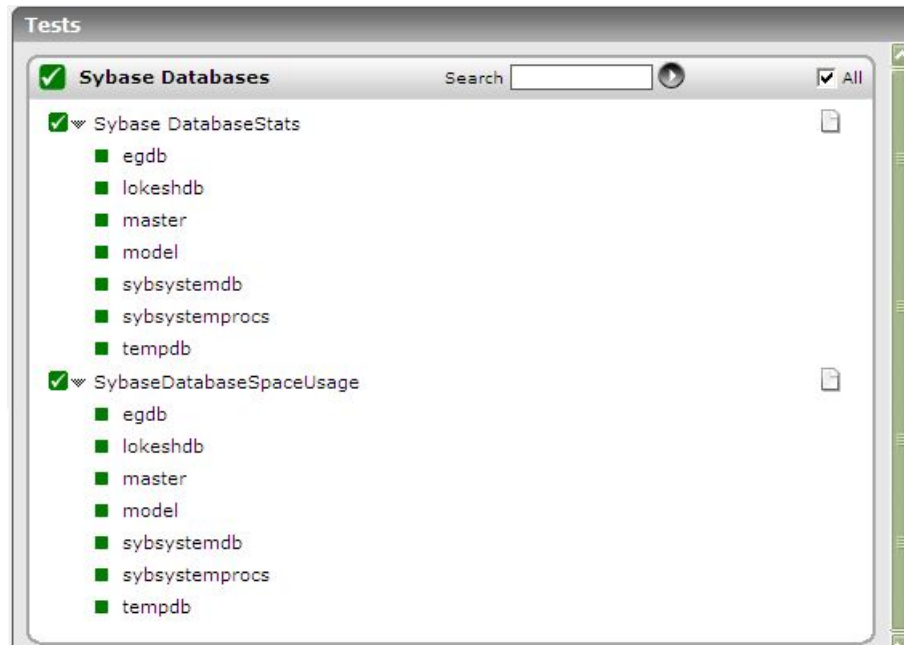 Tests
Sybase Databases Search All
Sybase DatabaseStats
egdb
lokeshdb
master
model
sybsystemdb
sybsystemprocs
tempdb
SybaseDatabaseSpaceUsage
egdb
lokeshdb
master
model
sybsystemdb
sybsystemprocs
tempdb